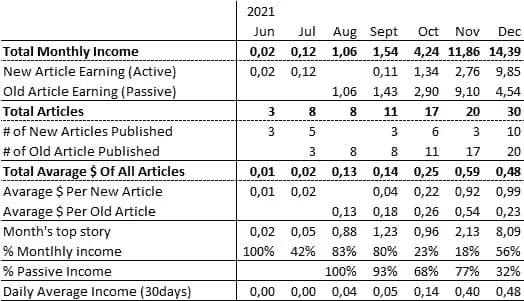 2021
Jun Jul Aug Sept Oct Nov Dec
Total Monthly Income 0,02 0,12 1,06 1,54 4,24 11,86 14,39
New Article Earning (Active) 0,02 0,12 0,11 1,34 2,76 9,85
Old Article Earning (Passive) 1,06 1,43 2,90 9,10 4,54
Total Articles 3 8 8 11 17 20 30
# of New Articles Published 3 5 3 6 3 10
# of Old Article Published 3 8 8 11 17 20
Total Avarage $ Of All Articles 0,01 0,02 0,13 0,14 0,25 0,59 0,48
Avarage $ Per New Article 0,01 0,02 0,04 0,22 0,92 0,99
Avarage $ Per Old Article 0,13 0,18 0,26 0,54 0,23
Month's top story 0,02 0,05 0,88 1,23 0,96 2,13 8,09
% Montlhly income 100% 42% 83% 80% 23% 18% 56%
% Passive Income 100% 93% 68% 77% 32%
Daily Average Income (30days) 0,00 0,00 0,04 0,05 0,14 0,40 0,48